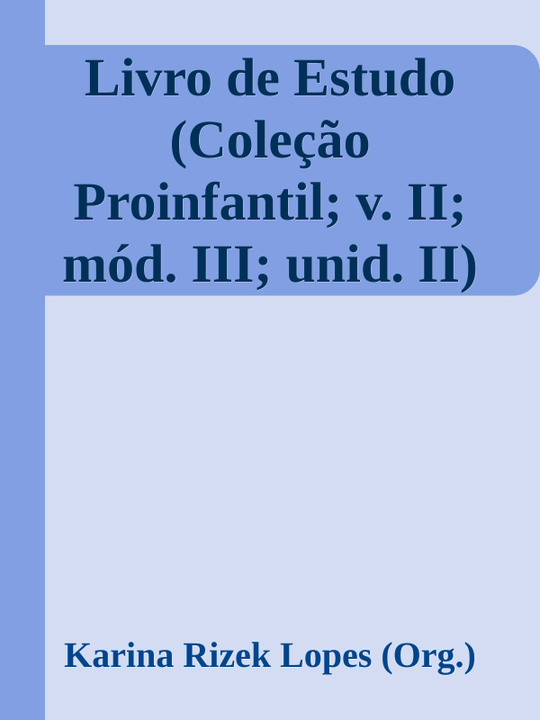 Livro de Estudo
(Coleção
Proinfantil; v. II;
mód. III; unid. II)
Karina Rizek Lopes (Org.)